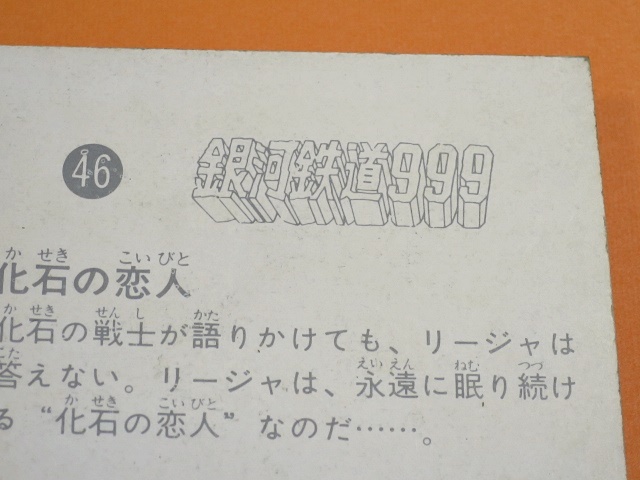 46
銀河鉄道999
化石の恋人
化石の戦士が語りかけても、リージャは
答えない。リージャは、永遠に眠り続け
る“化石の恋人”なのだ……。